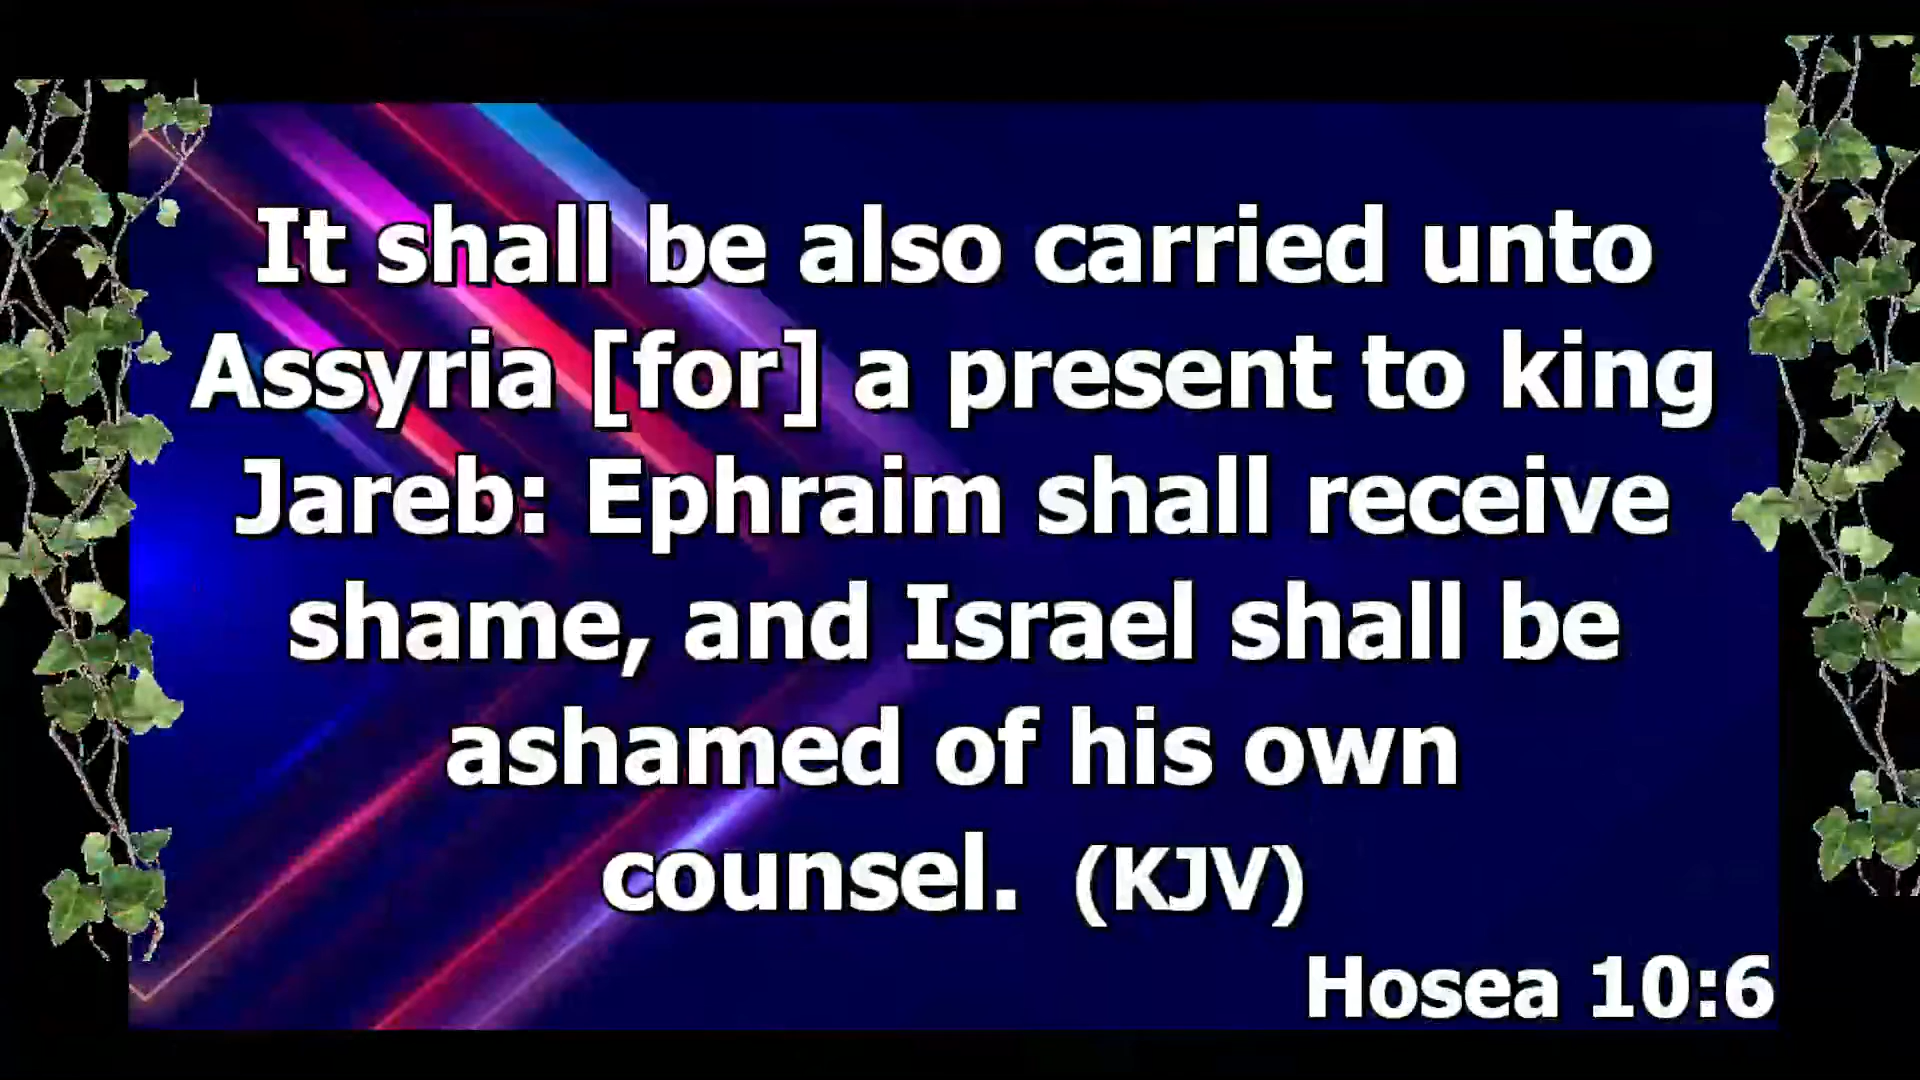 It shall be also carried unto
Assyria [for] a present to king
Jareb: Ephraim shall receive
shame, and Israel shall be
ashamed of his own
counsel. (KJV)
Hosea 10:6